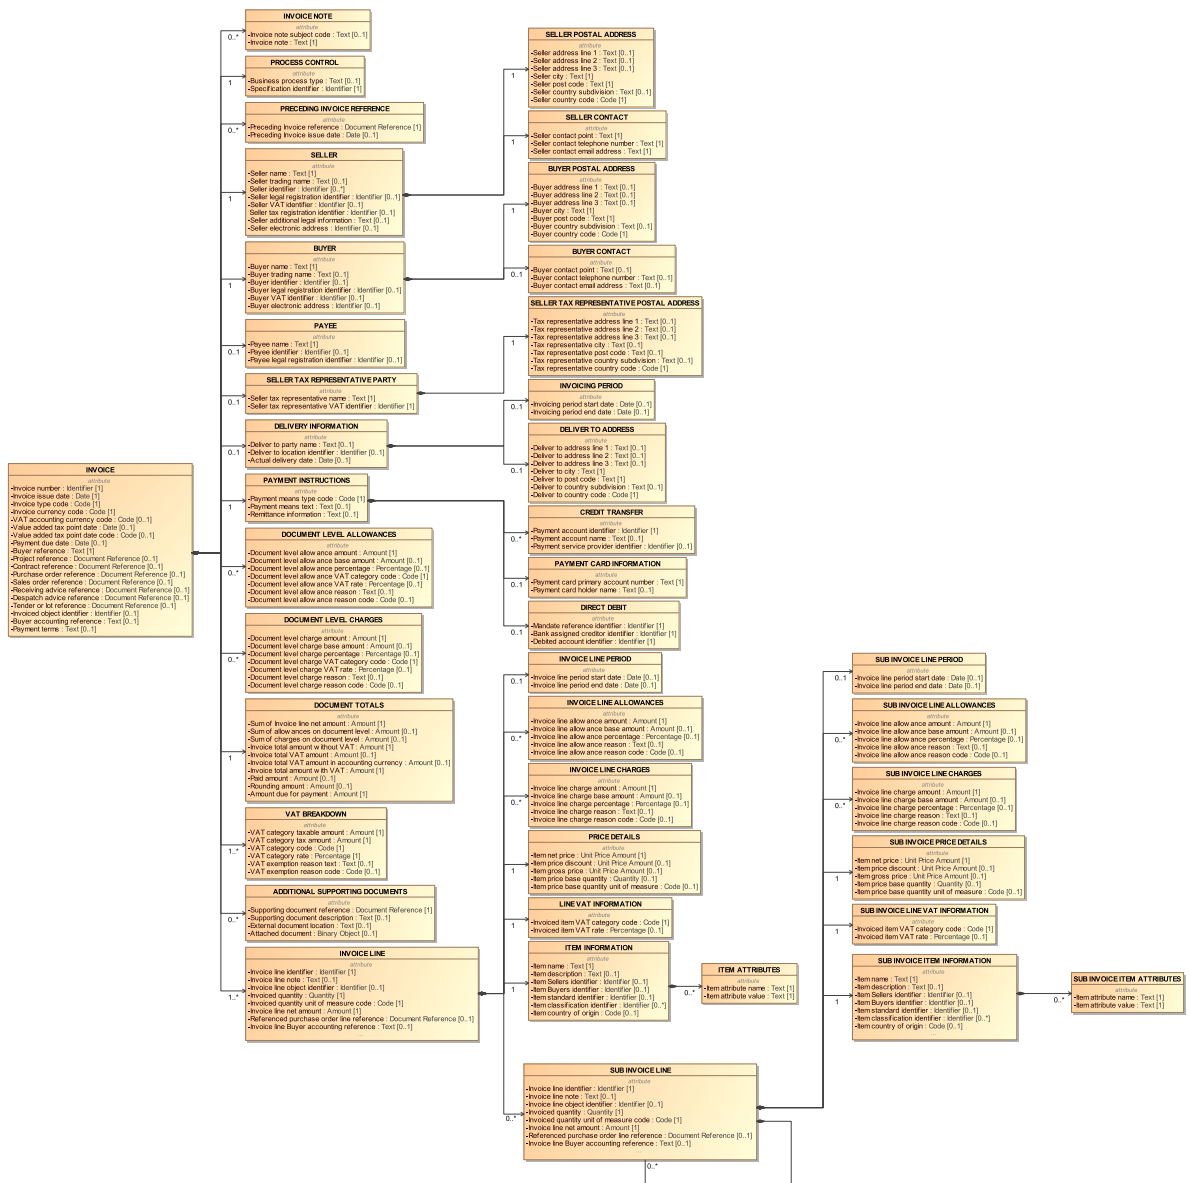 INVOICE NOTE
attribute
-Invoice note subject code : Text [0..1]
-Invoice note : Text [1]
0..*
PROCESS CONTROL
attribute
-Business process type : Text [0..1]
-Specification identifier : Identifier [1]
1
PRECEDING INVOICE REFERENCE
attribute
-Preceding Invoice reference : Document Reference [1]
-Preceding Invoice issue date : Date [0..1]
0..*
SELLER
attribute
-Seller name : Text [1]
-Seller trading name : Text [0..1]
Seller identifier : Identifier [0..*]
-Seller legal registration identifier : Identifier [0..1]
-Seller VAT identifier : Identifier [0..1]
Seller tax registration identifier : Identifier [0..1]
-Seller additional legal information : Text [0..1]
-Seller electronic address : Identifier [0..1]
1
BUYER
attribute
-Buyer name : Text [1]
-Buyer trading name : Text [0..1]
-Buyer identifier : Identifier [0..1]
-Buyer legal registration identifier : Identifier [0..1]
-Buyer VAT identifier : Identifier [0..1]
-Buyer electronic address : Identifier [0..1]
1
PAYEE
attribute
-Payee name : Text [1]
-Payee identifier : Identifier [0..1]
-Payee legal registration identifier : Identifier [0..1]
0..1
SELLER TAX REPRESENTATIVE PARTY
attribute
-Seller tax representative name : Text [1]
-Seller tax representative VAT identifier : Identifier [1]
0..1
DELIVERY INFORMATION
attribute
-Deliver to party name : Text [0..1]
-Deliver to location identifier : Identifier [0..1]
-Actual delivery date : Date [0..1]
0..1
INVOICE
attribute
-Invoice number : Identifier [1]
-Invoice issue date : Date [1]
-Invoice type code : Code [1]
-Invoice currency code : Code [1]
-VAT accounting currency code : Code [0..1]
-Value added tax point date : Date [0..1]
-Value added tax point date code : Code [0..1]
-Payment due date : Date [0..1]
-Buyer reference : Text [1]
-Project reference : Document Reference [0..1]
-Contract reference : Document Reference [0..1]
-Purchase order reference : Document Reference [0..1]
-Sales order reference : Document Reference [0..1]
-Receiving advice reference : Document Reference [0..1]
-Despatch advice reference : Document Reference [0..1]
-Tender or lot reference : Document Reference [0..1]
-Invoiced object identifier : Identifier [0..1]
-Buyer accounting reference : Text [0..1]
-Payment terms : Text [0..1]
PAYMENT INSTRUCTIONS
attribute
-Payment means type code : Code [1]
-Payment means text : Text [0..1]
-Remittance information : Text [0..1]
1
DOCUMENT LEVEL ALLOWANCES
attribute
-Document level allowance amount : Amount [1]
-Document level allowance base amount : Amount [0..1]
-Document level allowance percentage : Percentage [0..1]
-Document level allowance VAT category code : Code [1]
-Document level allowance VAT rate : Percentage [0..1]
-Document level allowance reason : Text [0..1]
-Document level allowance reason code : Code [0..1]
0..*
DOCUMENT LEVEL CHARGES
attribute
-Document level charge amount : Amount [1]
-Document level charge base amount : Amount [0..1]
-Document level charge percentage : Percentage [0..1]
-Document level charge VAT category code : Code [1]
-Document level charge VAT rate : Percentage [0..1]
-Document level charge reason : Text [0..1]
-Document level charge reason code : Code [0..1]
0..*
DOCUMENT TOTALS
attribute
-Sum of Invoice line net amount : Amount [1]
-Sum of allowances on document level : Amount [0..1]
-Sum of charges on document level : Amount [0..1]
-Invoice total amount without VAT : Amount [1]
-Invoice total VAT amount : Amount [0..1]
-Invoice total VAT amount in accounting currency : Amount [0..1]
-Invoice total amount with VAT : Amount [1]
-Paid amount : Amount [0..1]
-Rounding amount : Amount [0..1]
-Amount due for payment : Amount [1]
1
VAT BREAKDOWN
attribute
-VAT category taxable amount : Amount [1]
-VAT category tax amount : Amount [1]
-VAT category code : Code [1]
-VAT category rate : Percentage [1]
-VAT exemption reason text : Text [0..1]
-VAT exemption reason code : Code [0..1]
1..*
ADDITIONAL SUPPORTING DOCUMENTS
attribute
-Supporting document reference : Document Reference [1]
-Supporting document description : Text [0..1]
-External document location : Text [0..1]
-Attached document : Binary Object [0..1]
0..*
INVOICE LINE
attribute
-Invoice line identifier : Identifier [1]
-Invoice line note : Text [0..1]
-Invoice line object identifier : Identifier [0..1]
-Invoiced quantity : Quantity [1]
-Invoiced quantity unit of measure code : Code [1]
-Invoice line net amount : Amount [1]
-Referenced purchase order line reference : Document Reference [0..1]
-Invoice line Buyer accounting reference : Text [0..1]
...
1..*
SELLER POSTAL ADDRESS
attribute
-Seller address line 1 : Text [0..1]
-Seller address line 2 : Text [0..1]
-Seller address line 3 : Text [0..1]
-Seller city : Text [1]
-Seller post code : Text [1]
-Seller country subdivision : Text [0..1]
-Seller country code : Code [1]
1
SELLER CONTACT
attribute
-Seller contact point : Text [1]
-Seller contact telephone number : Text [1]
-Seller contact email address : Text [1]
1
BUYER POSTAL ADDRESS
attribute
-Buyer address line 1 : Text [0..1]
-Buyer address line 2 : Text [0..1]
-Buyer address line 3 : Text [0..1]
-Buyer city : Text [1]
-Buyer post code : Text [1]
-Buyer country subdivision : Text [0..1]
-Buyer country code : Code [1]
1
BUYER CONTACT
attribute
-Buyer contact point : Text [0..1]
-Buyer contact telephone number : Text [0..1]
-Buyer contact email address : Text [0..1]
0..1
SELLER TAX REPRESENTATIVE POSTAL ADDRESS
attribute
-Tax representative address line 1 : Text [0..1]
-Tax representative address line 2 : Text [0..1]
-Tax representative address line 3 : Text [0..1]
-Tax representative city : Text [1]
-Tax representative post code : Text [1]
-Tax representative country subdivision : Text [0..1]
-Tax representative country code : Code [1]
1
INVOICING PERIOD
attribute
-Invoicing period start date : Date [0..1]
-Invoicing period end date : Date [0..1]
0..1
DELIVER TO ADDRESS
attribute
-Deliver to address line 1 : Text [0..1]
-Deliver to address line 2 : Text [0..1]
-Deliver to address line 3 : Text [0..1]
-Deliver to city : Text [1]
-Deliver to post code : Text [1]
-Deliver to country subdivision : Text [0..1]
-Deliver to country code : Code [1]
0..1
CREDIT TRANSFER
attribute
-Payment account identifier : Identifier [1]
-Payment account name : Text [0..1]
-Payment service provider identifier : Identifier [0..1]
0..*
PAYMENT CARD INFORMATION
attribute
-Payment card primary account number : Text [1]
-Payment card holder name : Text [0..1]
0..1
DIRECT DEBIT
attribute
-Mandate reference identifier : Identifier [1]
-Bank assigned creditor identifier : Identifier [1]
-Debited account identifier : Identifier [1]
0..1
INVOICE LINE PERIOD
attribute
-Invoice line period start date : Date [0..1]
-Invoice line period end date : Date [0..1]
0..1
INVOICE LINE ALLOWANCES
attribute
-Invoice line allowance amount : Amount [1]
-Invoice line allowance base amount : Amount [0..1]
-Invoice line allowance percentage : Percentage [0..1]
-Invoice line allowance reason : Text [0..1]
-Invoice line allowance reason code : Code [0..1]
0..*
INVOICE LINE CHARGES
attribute
-Invoice line charge amount : Amount [1]
-Invoice line charge base amount : Amount [0..1]
-Invoice line charge percentage : Percentage [0..1]
-Invoice line charge reason : Text [0..1]
-Invoice line charge reason code : Code [0..1]
0..*
PRICE DETAILS
attribute
-Item net price : Unit Price Amount [1]
-Item price discount : Unit Price Amount [0..1]
-Item gross price : Unit Price Amount [0..1]
-Item price base quantity : Quantity [0..1]
-Item price base quantity unit of measure : Code [0..1]
1
LINE VAT INFORMATION
attribute
-Invoiced item VAT category code : Code [1]
-Invoiced item VAT rate : Percentage [0..1]
1
ITEM INFORMATION
attribute
-Item name : Text [1]
-Item description : Text [0..1]
-Item Sellers identifier : Identifier [0..1]
-Item Buyers identifier : Identifier [0..1]
-Item standard identifier : Identifier [0..1]
-Item classification identifier : Identifier [0..*]
-Item country of origin : Code [0..1]
1
ITEM ATTRIBUTES
attribute
-Item attribute name : Text [1]
-Item attribute value : Text [1]
0..*
SUB INVOICE LINE
attribute
-Invoice line identifier : Identifier [1]
-Invoice line note : Text [0..1]
-Invoice line object identifier : Identifier [0..1]
-Invoiced quantity : Quantity [1]
-Invoiced quantity unit of measure code : Code [1]
-Invoice line net amount : Amount [1]
-Referenced purchase order line reference : Document Reference [0..1]
-Invoice line Buyer accounting reference : Text [0..1]
...
0..*
0..*
SUB INVOICE LINE PERIOD
attribute
-Invoice line period start date : Date [0..1]
-Invoice line period end date : Date [0..1]
0..1
SUB INVOICE LINE ALLOWANCES
attribute
-Invoice line allowance amount : Amount [1]
-Invoice line allowance base amount : Amount [0..1]
-Invoice line allowance percentage : Percentage [0..1]
-Invoice line allowance reason : Text [0..1]
-Invoice line allowance reason code : Code [0..1]
0..*
SUB INVOICE LINE CHARGES
attribute
-Invoice line charge amount : Amount [1]
-Invoice line charge base amount : Amount [0..1]
-Invoice line charge percentage : Percentage [0..1]
-Invoice line charge reason : Text [0..1]
-Invoice line charge reason code : Code [0..1]
0..*
SUB INVOICE PRICE DETAILS
attribute
-Item net price : Unit Price Amount [1]
-Item price discount : Unit Price Amount [0..1]
-Item gross price : Unit Price Amount [0..1]
-Item price base quantity : Quantity [0..1]
-Item price base quantity unit of measure : Code [0..1]
1
SUB INVOICE LINE VAT INFORMATION
attribute
-Invoiced item VAT category code : Code [1]
-Invoiced item VAT rate : Percentage [0..1]
1
SUB INVOICE ITEM INFORMATION
attribute
-Item name : Text [1]
-Item description : Text [0..1]
-Item Sellers identifier : Identifier [0..1]
-Item Buyers identifier : Identifier [0..1]
-Item standard identifier : Identifier [0..1]
-Item classification identifier : Identifier [0..*]
-Item country of origin : Code [0..1]
...
1
SUB INVOICE ITEM ATTRIBUTES
attribute
-Item attribute name : Text [1]
-Item attribute value : Text [1]
0..*